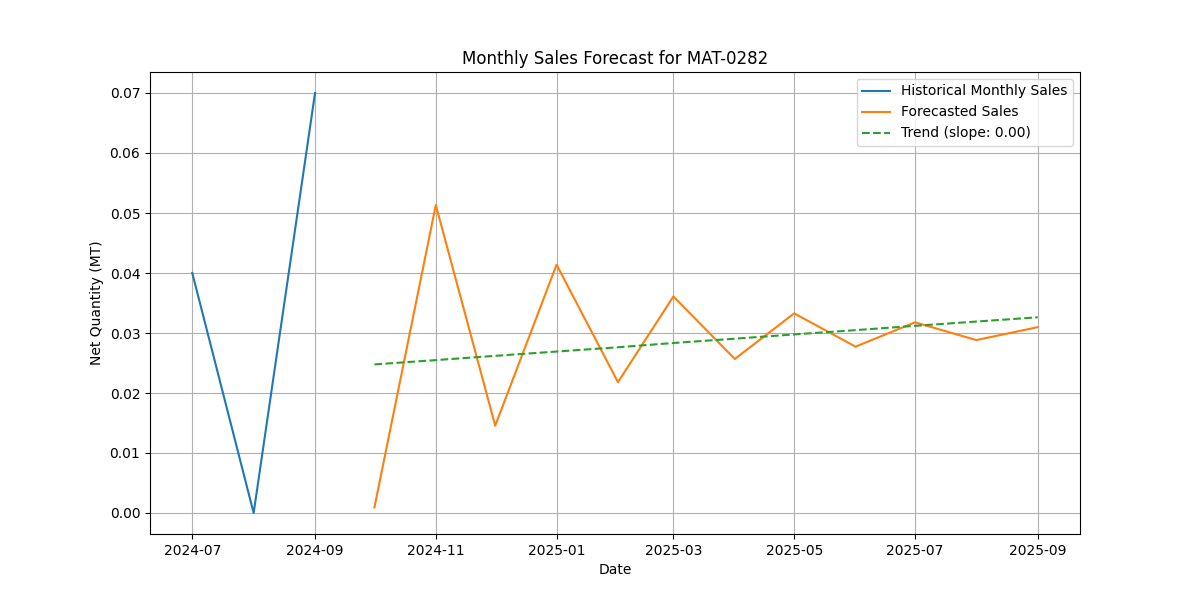 Monthly Sales Forecast for MAT-0282
Historical Monthly Sales
Forecasted Sales
Trend (slope: 0.00)
Net Quantity (MT)
0.07
0.06
0.05
0.04
0.03
0.02
0.01
0.00
2024-07 2024-09 2024-11 2025-01 2025-03 2025-05 2025-07 2025-09
Date